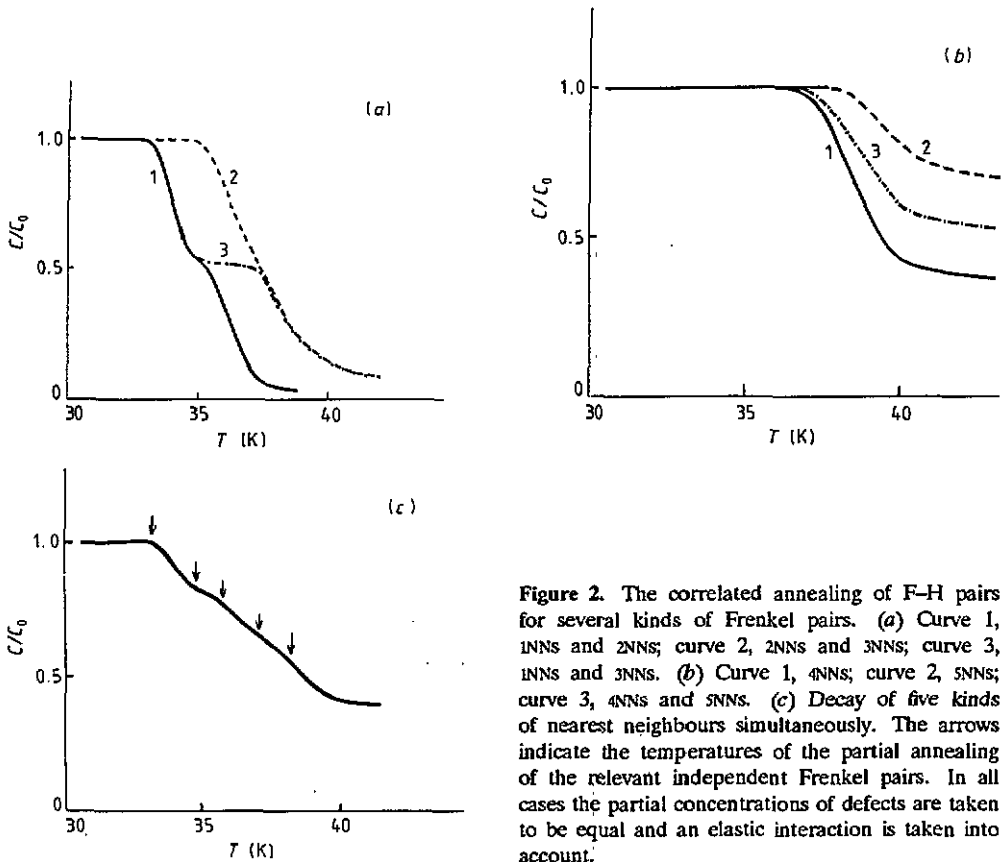 (a)
1.0
0.5
0
C/C₀
1
2
3
30 35 40
T (K)
(b)
1.0
0.5
0
C/C₀
1
2
3
30 35 40
T (K)
(c)
1.0
0.5
0
C/C₀
30 35 40
T (K)
Figure 2. The correlated annealing of F–H pairs
for several kinds of Frenkel pairs. (a) Curve 1,
1NNs and 2NNs; curve 2, 2NNs and 3NNs; curve 3,
1NNs and 3NNs. (b) Curve 1, 4NNs; curve 2, 5NNs;
curve 3, 4NNs and 5NNs. (c) Decay of five kinds
of nearest neighbours simultaneously. The arrows
indicate the temperatures of the partial annealing
of the relevant independent Frenkel pairs. In all
cases the partial concentrations of defects are taken
to be equal and an elastic interaction is taken into
account.